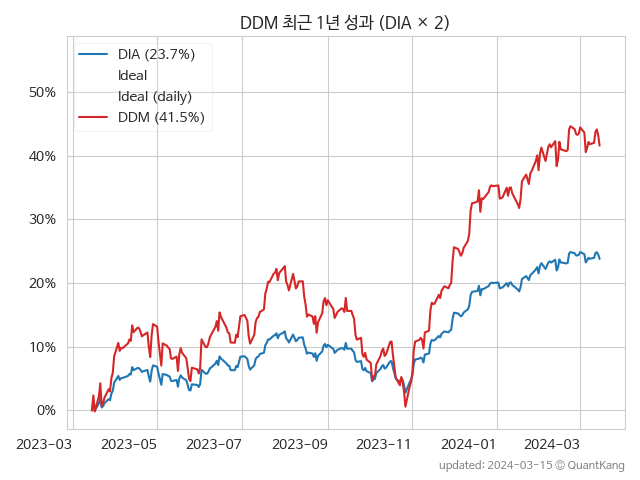 DDM 최근 1년 성과 (DIA × 2)
DIA (23.7%)
Ideal
Ideal (daily)
DDM (41.5%)
50%
40%
30%
20%
10%
0%
2023-03 2023-05 2023-07 2023-09 2023-11 2024-01 2024-03
updated: 2024-03-15 ⓒ QuantKang